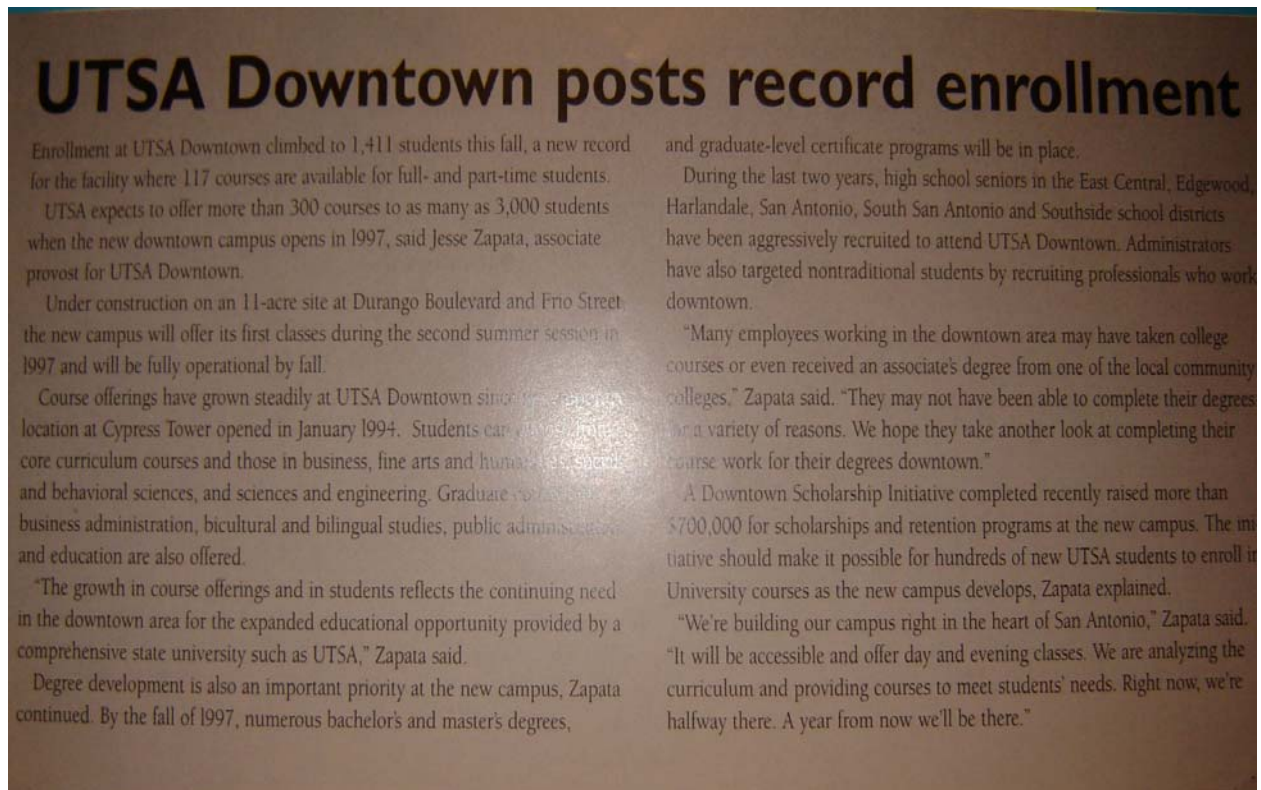 UTSA Downtown posts record enrollment
Enrollment at UTSA Downtown climbed to 1,411 students this fall, a new record
for the facility where 117 courses are available for full- and part-time students.
UTSA expects to offer more than 300 courses to as many as 3,000 students
when the new downtown campus opens in 1997, said Jesse Zapata, associate
provost for UTSA Downtown.
Under construction on an 11-acre site at Durango Boulevard and Frio Street,
the new campus will offer its first classes during the second summer session in
1997 and will be fully operational by fall.
Course offerings have grown steadily at UTSA Downtown since
location at Cypress Tower opened in January 1994. Students can
core curriculum courses and those in business, fine arts and
and behavioral sciences, and sciences and engineering. Graduate
business administration, bicultural and bilingual studies, public administration
and education are also offered.
"The growth in course offerings and in students reflects the continuing need
in the downtown area for the expanded educational opportunity provided by a
comprehensive state university such as UTSA," Zapata said.
Degree development is also an important priority at the new campus, Zapata
continued. By the fall of 1997, numerous bachelor's and master's degrees,
and graduate-level certificate programs will be in place.
During the last two years, high school seniors in the East Central, Edgewood,
Harlandale, San Antonio, South San Antonio and Southside school districts
have been aggressively recruited to attend UTSA Downtown. Administrators
have also targeted nontraditional students by recruiting professionals who work
downtown.
"Many employees working in the downtown area may have taken college
courses or even received an associate's degree from one of the local community
colleges," Zapata said. "They may not have been able to complete their degrees
for a variety of reasons. We hope they take another look at completing their
course work for their degrees downtown."
A Downtown Scholarship Initiative completed recently raised more than
$700,000 for scholarships and retention programs at the new campus. The ini
tiative should make it possible for hundreds of new UTSA students to enroll in
University courses as the new campus develops, Zapata explained.
"We're building our campus right in the heart of San Antonio," Zapata said.
"It will be accessible and offer day and evening classes. We are analyzing the
curriculum and providing courses to meet students' needs. Right now, we're
halfway there. A year from now we'll be there."